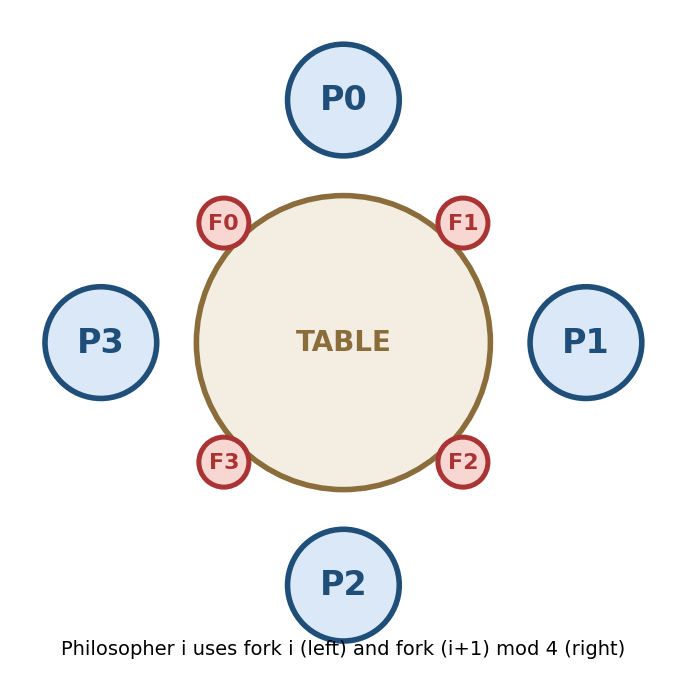 P0
F0
F1
P3
TABLE
P1
F3
F2
P2
Philosopher i uses fork i (left) and fork (i+1) mod 4 (right)